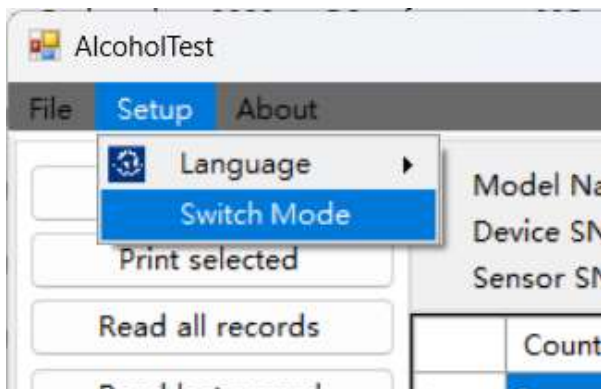 AlcoholTest
File Setup About
Language
Switch Mode
Model Na
Device SN
Print selected
Sensor SN
Read all records
Count